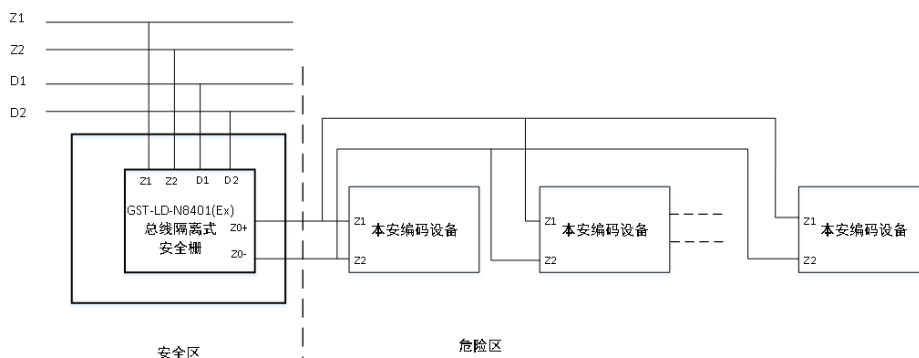 Z1
Z2
D1
D2
Z1 Z2 D1 D2
GST-LD-N8401(Ex)
总线隔离式
安全栅
Z0+
Z0-
Z1
本安编码设备
Z2
Z1
本安编码设备
Z2
Z1
本安编码设备
Z2
安全区
危险区